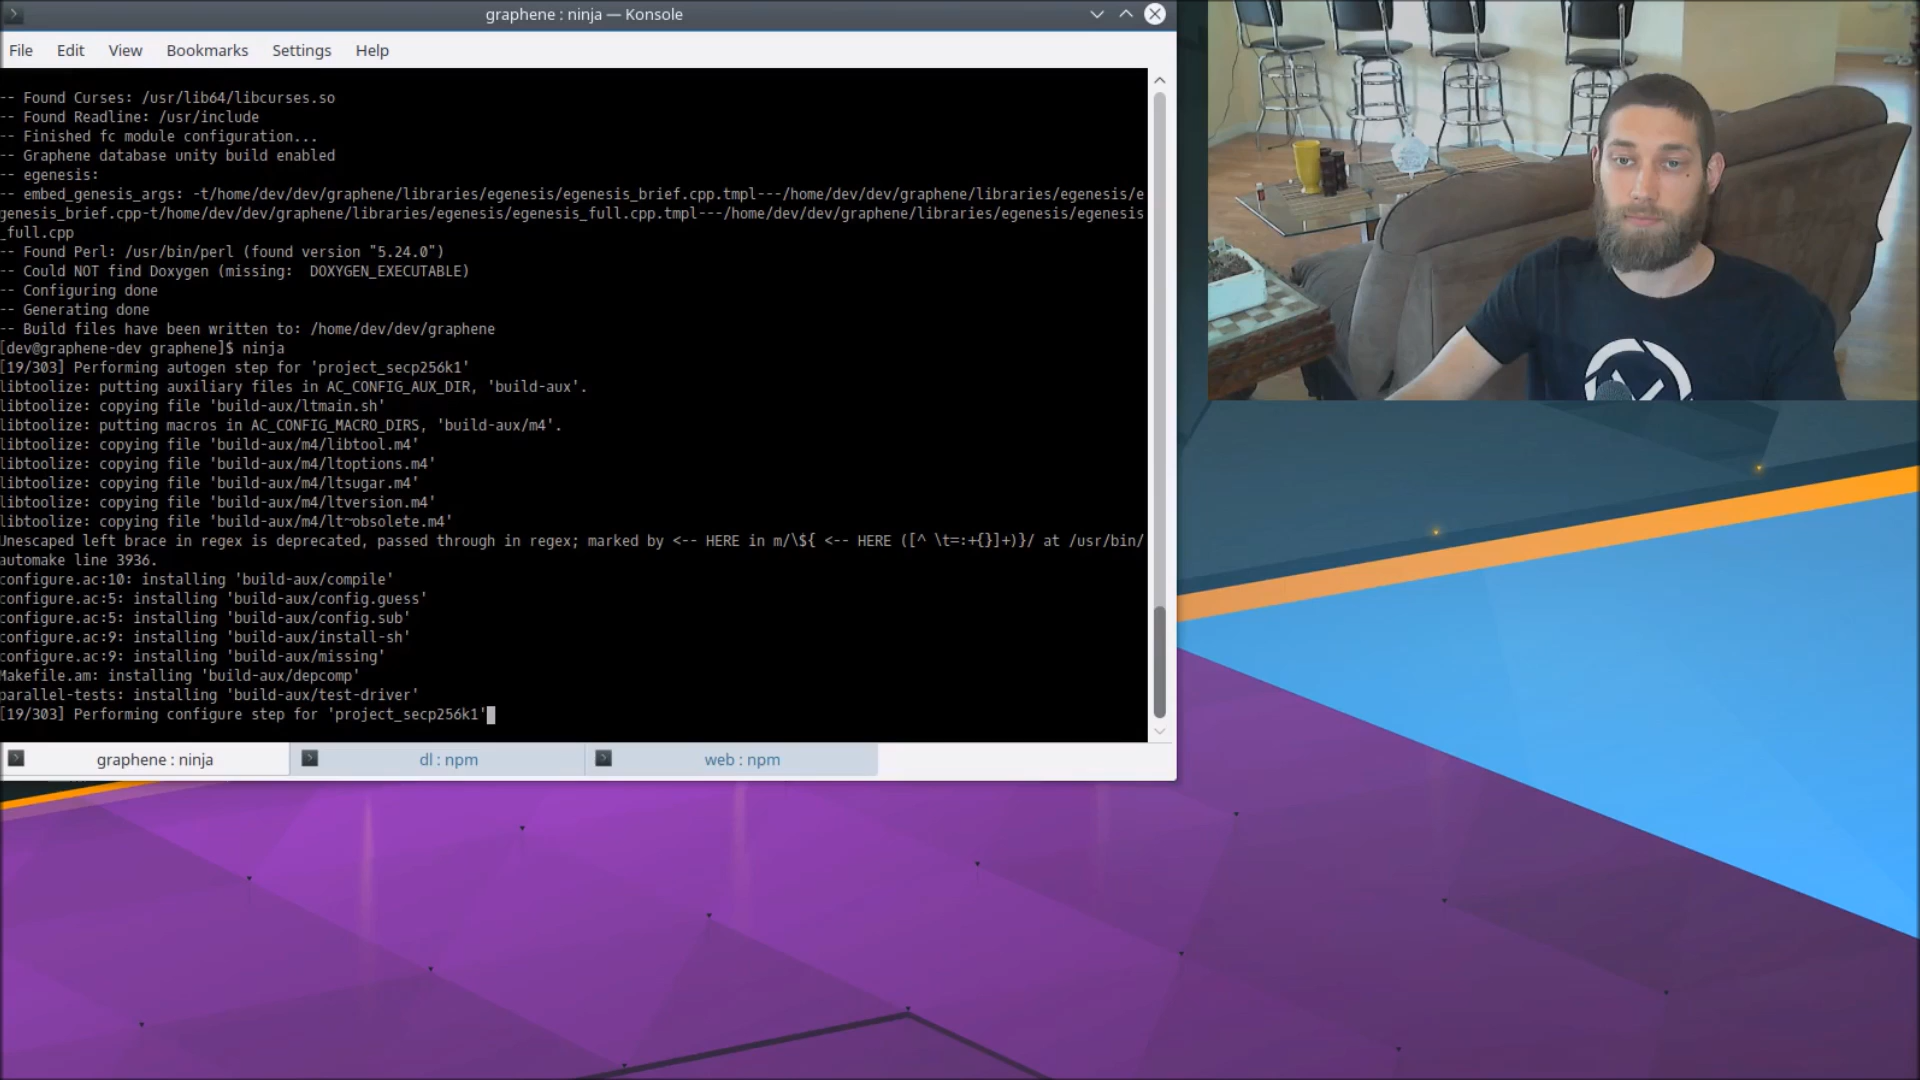 graphene : ninja — Konsole
File Edit View Bookmarks Settings Help
-- Found Curses: /usr/lib64/libcurses.so
-- Found Readline: /usr/include
-- Finished fc module configuration...
-- Graphene database unity build enabled
-- egenesis:
-- embed_genesis_args: -t/home/dev/dev/graphene/libraries/egenesis/egenesis_brief.cpp.tmpl---/home/dev/dev/graphene/libraries/egenesis/e
genesis_brief.cpp-t/home/dev/dev/graphene/libraries/egenesis/egenesis_full.cpp.tmpl---/home/dev/dev/graphene/libraries/egenesis/egenesis
_full.cpp
-- Found Perl: /usr/bin/perl (found version "5.24.0")
-- Could NOT find Doxygen (missing:  DOXYGEN_EXECUTABLE)
-- Configuring done
-- Generating done
-- Build files have been written to: /home/dev/dev/graphene
[dev@graphene-dev graphene]$ ninja
[19/303] Performing autogen step for 'project_secp256k1'
libtoolize: putting auxiliary files in AC_CONFIG_AUX_DIR, 'build-aux'.
libtoolize: copying file 'build-aux/ltmain.sh'
libtoolize: putting macros in AC_CONFIG_MACRO_DIRS, 'build-aux/m4'.
libtoolize: copying file 'build-aux/m4/libtool.m4'
libtoolize: copying file 'build-aux/m4/ltoptions.m4'
libtoolize: copying file 'build-aux/m4/ltsugar.m4'
libtoolize: copying file 'build-aux/m4/ltversion.m4'
libtoolize: copying file 'build-aux/m4/lt~obsolete.m4'
Unescaped left brace in regex is deprecated, passed through in regex; marked by <-- HERE in m/\${ <-- HERE ([^ \t=:+{}]+)}/ at /usr/bin/
automake line 3936.
configure.ac:10: installing 'build-aux/compile'
configure.ac:5: installing 'build-aux/config.guess'
configure.ac:5: installing 'build-aux/config.sub'
configure.ac:9: installing 'build-aux/install-sh'
configure.ac:9: installing 'build-aux/missing'
Makefile.am: installing 'build-aux/depcomp'
parallel-tests: installing 'build-aux/test-driver'
[19/303] Performing configure step for 'project_secp256k1'
graphene : ninja dl : npm web : npm